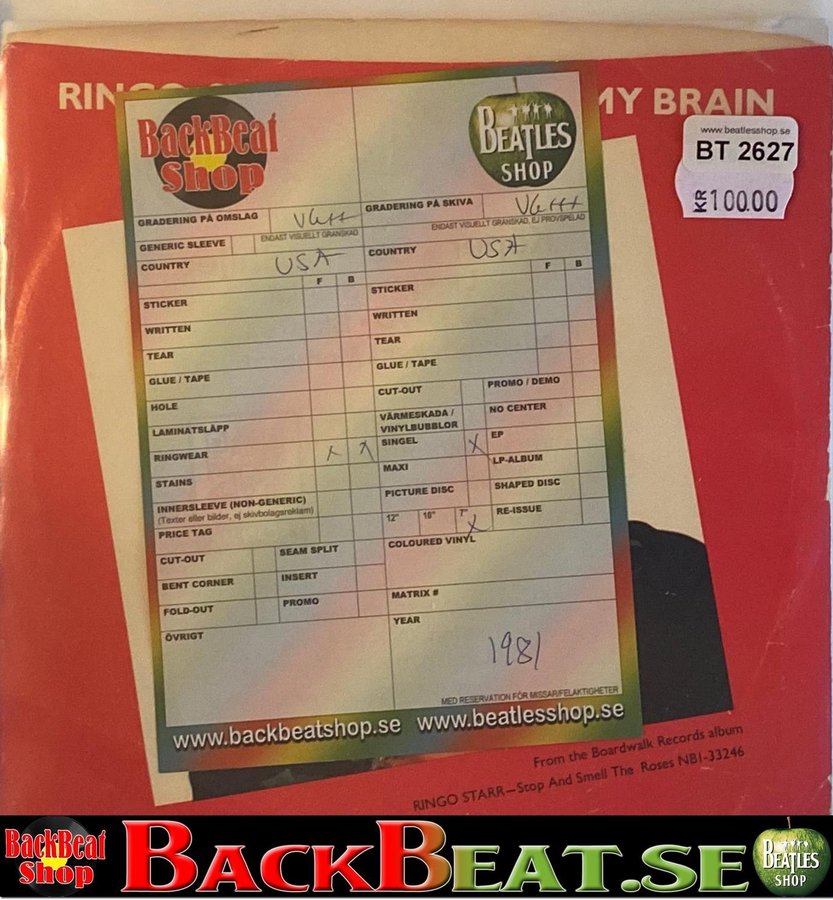 MY BRAIN
www.beatlesshop.se
BT 2627
KR 100.00
BackBeat
Shop
BEATLES
SHOP
GRADERING PÅ OMSLAG VG++
GRADERING PÅ SKIVA VG+++
ENDAST VISUELLT GRANSKAD
ENDAST VISUELLT GRANSKAD, EJ PROVSPELAD
GENERIC SLEEVE
COUNTRY USA
COUNTRY USA
F B
F B
STICKER
STICKER
WRITTEN
WRITTEN
TEAR
TEAR
GLUE / TAPE
GLUE / TAPE
HOLE
CUT-OUT
PROMO / DEMO
LAMINATSLÄPP
VÄRMESKADA /
VINYLBUBBLOR
NO CENTER
RINGWEAR X X
SINGEL X
EP
STAINS
MAXI
LP-ALBUM
INNERSLEEVE (NON-GENERIC)
(Texter eller bilder, ej skivbolagsreklam)
PICTURE DISC
SHAPED DISC
PRICE TAG
12" 10" 7" X
RE-ISSUE
CUT-OUT
SEAM SPLIT
COLOURED VINYL
BENT CORNER
INSERT
FOLD-OUT
PROMO
MATRIX #
ÖVRIGT
YEAR
1981
MED RESERVATION FÖR MISSAR/FELAKTIGHETER
www.backbeatshop.se www.beatlesshop.se
From the Boardwalk Records album
RINGO STARR—Stop And Smell The Roses NB1-33246
BackBeat
Shop
BACKBEAT.SE
BEATLES
SHOP